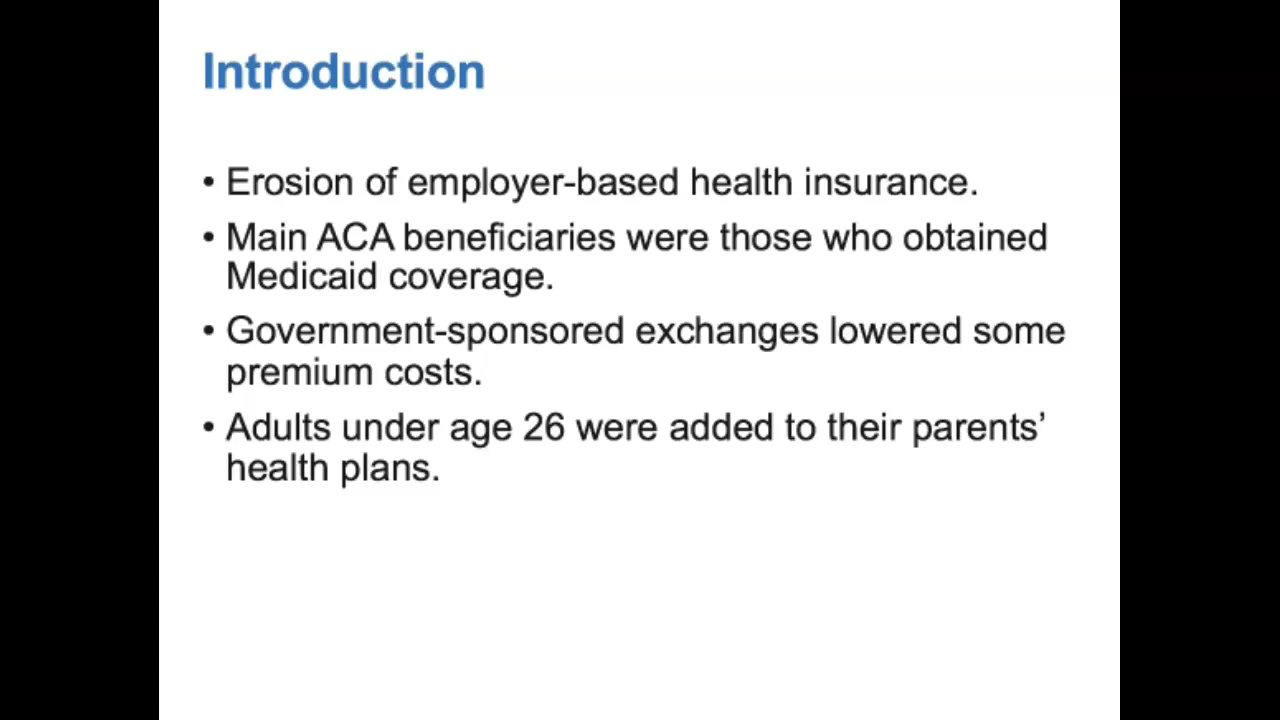 Introduction
• Erosion of employer-based health insurance.
• Main ACA beneficiaries were those who obtained
Medicaid coverage.
• Government-sponsored exchanges lowered some
premium costs.
• Adults under age 26 were added to their parents’
health plans.